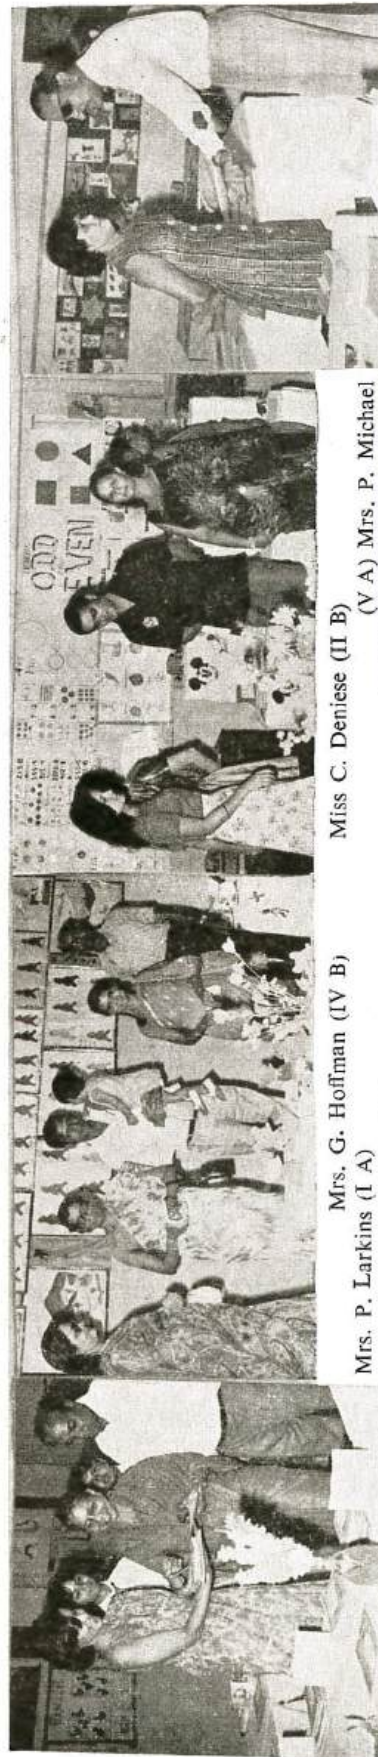 ODD
EVEN
Mrs. G. Hoffman (IV B) Miss C. Deniese (II B)
Mrs. P. Larkins (I A) (V A) Mrs. P. Michael